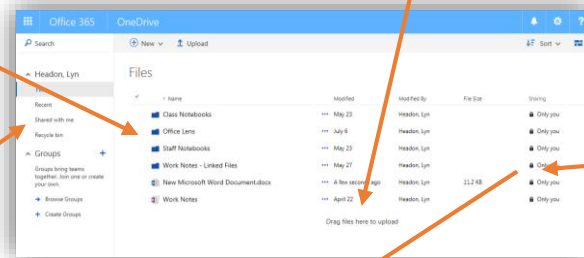 Office 365 OneDrive ?
Search New Upload Sort
Headon, Lyn
Files
Recent
Shared with me
Recycle bin
Groups +
Groups bring teams
together. Join one or create
your own.
Browse Groups
+ Create Groups
Name Modified Modified By File Size Sharing
Class Notebooks ... May 23 Headon, Lyn Only you
Office Lens ... July 6 Headon, Lyn Only you
Staff Notebooks ... May 23 Headon, Lyn Only you
Work Notes - Linked Files ... May 27 Headon, Lyn Only you
New Microsoft Word Document.docx ... A few seconds ago Headon, Lyn 11.2 KB Only you
Work Notes ... April 22 Headon, Lyn Only you
Drag files here to upload